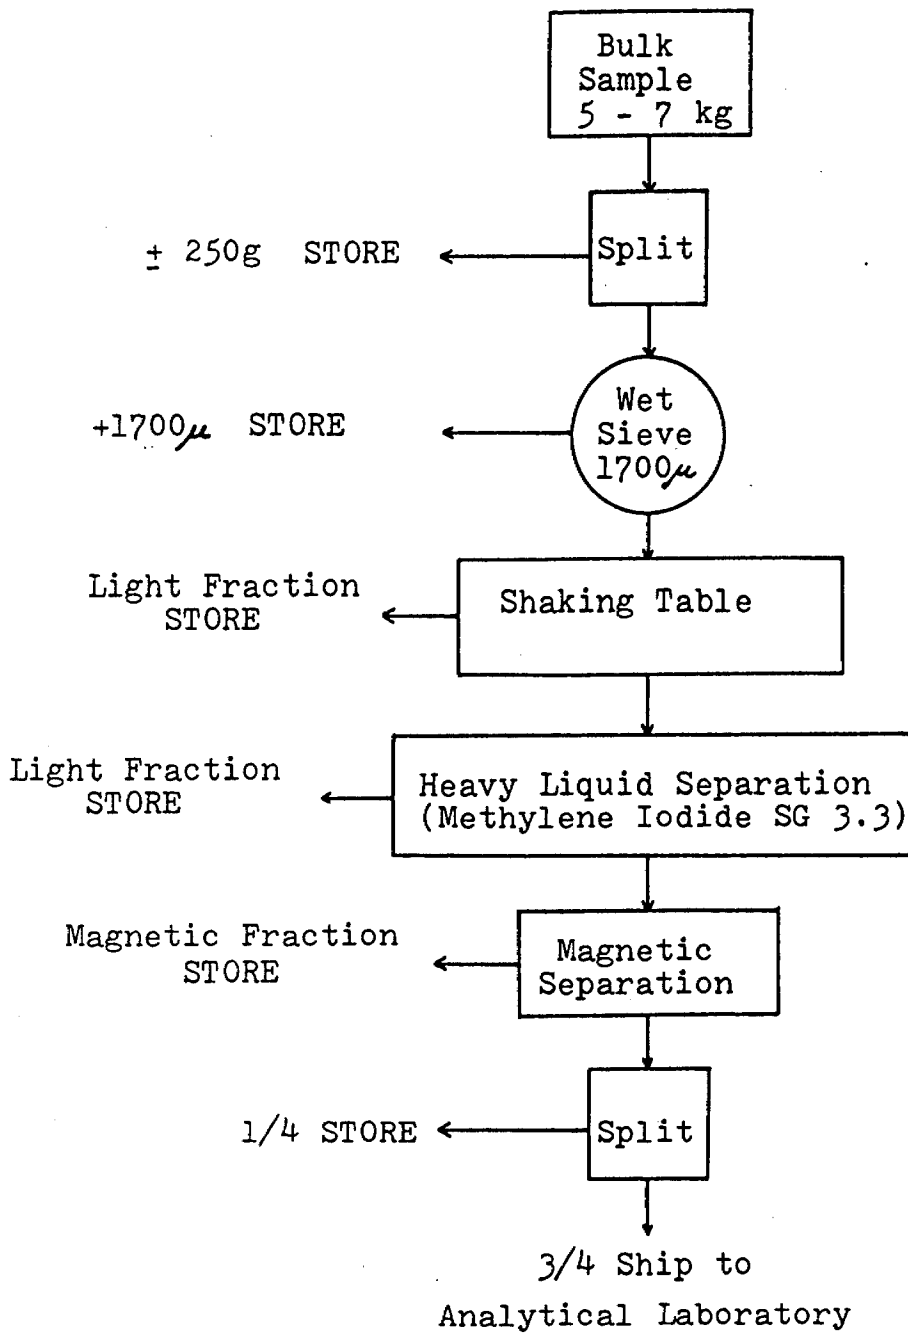 Bulk
Sample
5 - 7 kg
± 250g STORE
Split
+1700μ STORE
Wet
Sieve
1700μ
Light Fraction
STORE
Shaking Table
Light Fraction
STORE
Heavy Liquid Separation
(Methylene Iodide SG 3.3)
Magnetic Fraction
STORE
Magnetic
Separation
1/4 STORE
Split
3/4 Ship to
Analytical Laboratory